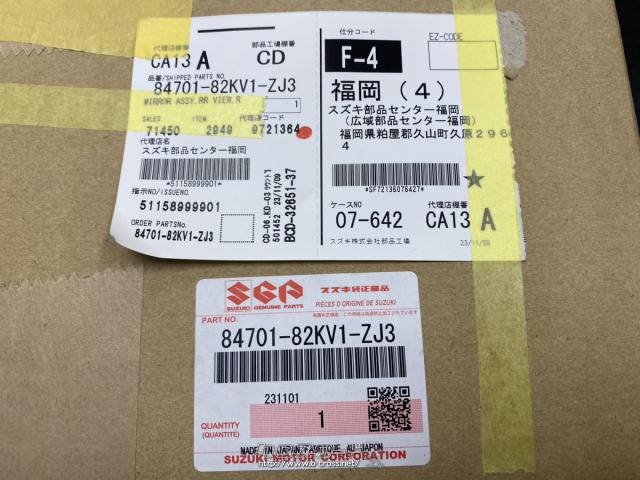 代理店棚番
部品工場棚番
CA13 A CD
品番/SHIPPED PARTS NO
84701-82KV1-ZJ3
MIRROR ASSY,RR VIEW,R
1
SALES ITEM 代理店コード
71450 2949 9721364
代理店名
スズキ部品センター福岡
*51158999901*
指示NO/ISSUENO.
51158999901
ORDER PARTSNo.
84701-82KV1-ZJ3
CD-06.KD-03
501452 23/11/09
BCD-32651-37
仕分コード
EZ-CODE
F-4
福岡(4)
スズキ部品センター福岡
(広域部品センター福岡)
福岡県粕屋郡久山町久原296
4
*SF72136076427*
ケースNO
代理店棚番
07-642 CA13 A
スズキ株式会社部品工場
23/11/09
SGP
SUZUKI GENUINE PARTS
スズキ純正部品
PIÈCES D'ORIGINE DE SUZUKI
PART NO.
84701-82KV1-ZJ3
231101
QUANTITY
(QUANTITÉ)
1
MADE IN JAPAN/FABRIQUÉ AU JAPON
SUZUKI MOTOR CORPORATION
http://www.o-cross.net/